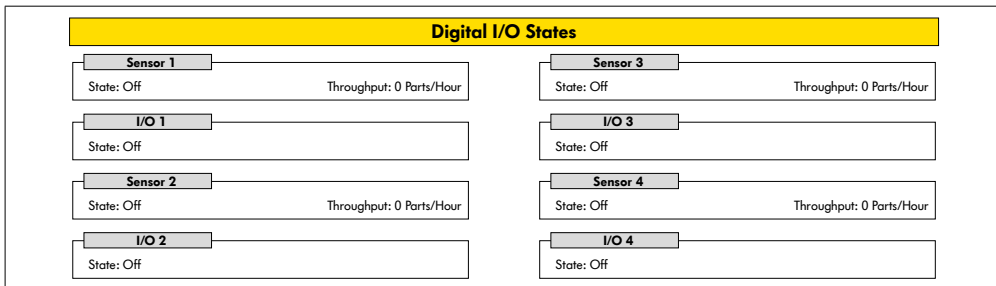 Digital I/O States
Sensor 1
State: Off Throughput: 0 Parts/Hour
I/O 1
State: Off
Sensor 2
State: Off Throughput: 0 Parts/Hour
I/O 2
State: Off
Sensor 3
State: Off Throughput: 0 Parts/Hour
I/O 3
State: Off
Sensor 4
State: Off Throughput: 0 Parts/Hour
I/O 4
State: Off